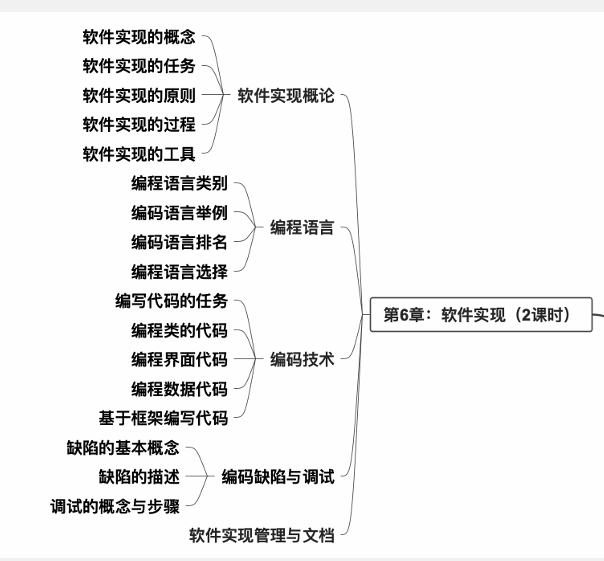 软件实现的概念
软件实现的任务
软件实现的原则
软件实现的过程
软件实现的工具
软件实现概论
编程语言类别
编码语言举例
编码语言排名
编程语言选择
编程语言
编写代码的任务
编程类的代码
编程界面代码
编程数据代码
基于框架编写代码
编码技术
缺陷的基本概念
缺陷的描述
调试的概念与步骤
编码缺陷与调试
软件实现管理与文档
第6章：软件实现（2课时）